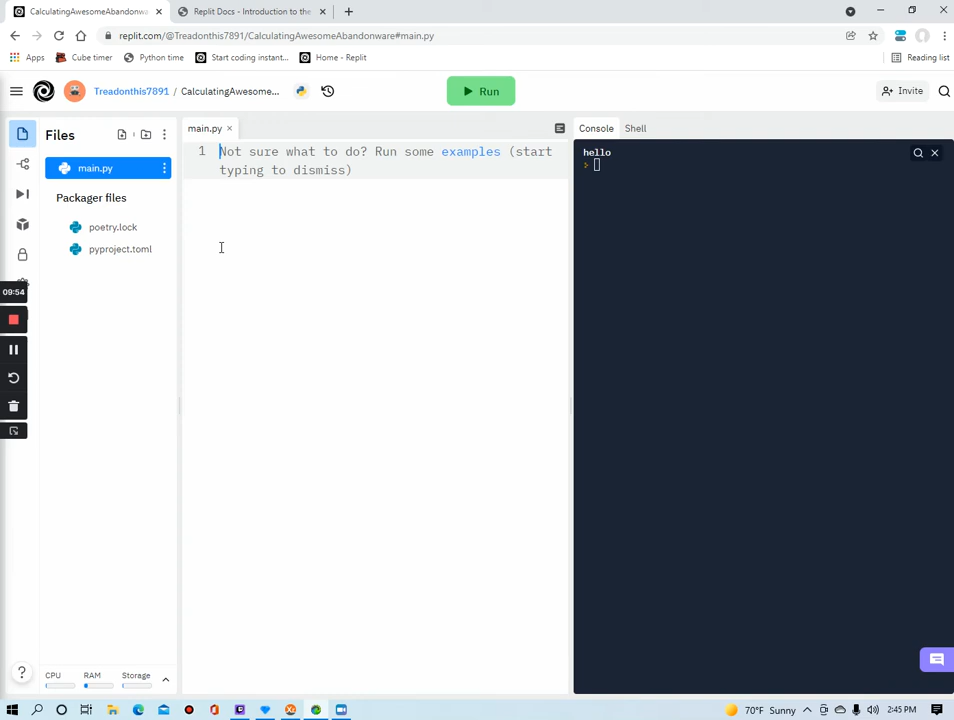 CalculatingAwesomeAbandonwa
Replit Docs - Introduction to the
replit.com/@Treadonthis7891/CalculatingAwesomeAbandonware#main.py
Apps
Cube timer
Python time
Start coding instant...
Home - Replit
Reading list
Treadonthis7891 / CalculatingAwesome...
Run
Invite
Files
main.py
Console
Shell
main.py
1
Not sure what to do? Run some examples (start
typing to dismiss)
hello
Packager files
poetry.lock
pyproject.toml
09:54
?
CPU
RAM
Storage
70°F Sunny
2:45 PM